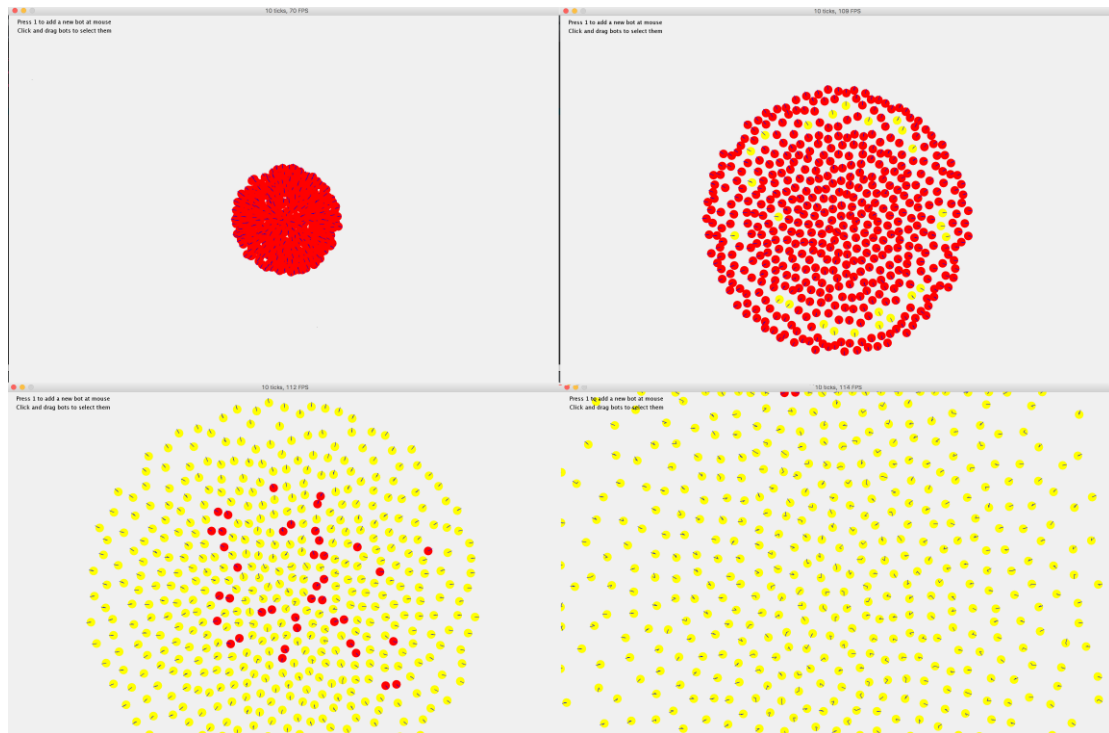 10 ticks, 70 FPS
Press 1 to add a new bot at mouse
Click and drag bots to select them
10 ticks, 108 FPS
Press 1 to add a new bot at mouse
Click and drag bots to select them
10 ticks, 112 FPS
Press 1 to add a new bot at mouse
Click and drag bots to select them
10 ticks, 114 FPS
Press 1 to add a new bot at mouse
Click and drag bots to select them